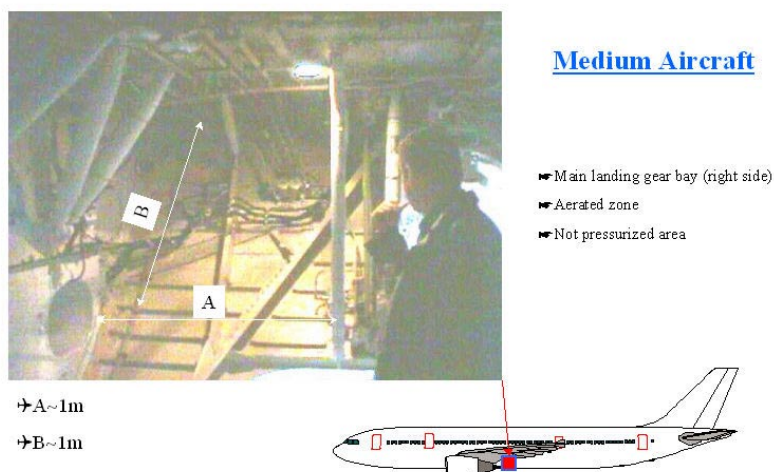 Medium Aircraft
☛Main landing gear bay (right side)
☛Aerated zone
☛Not pressurized area
B
A
✈A~1m
✈B~1m